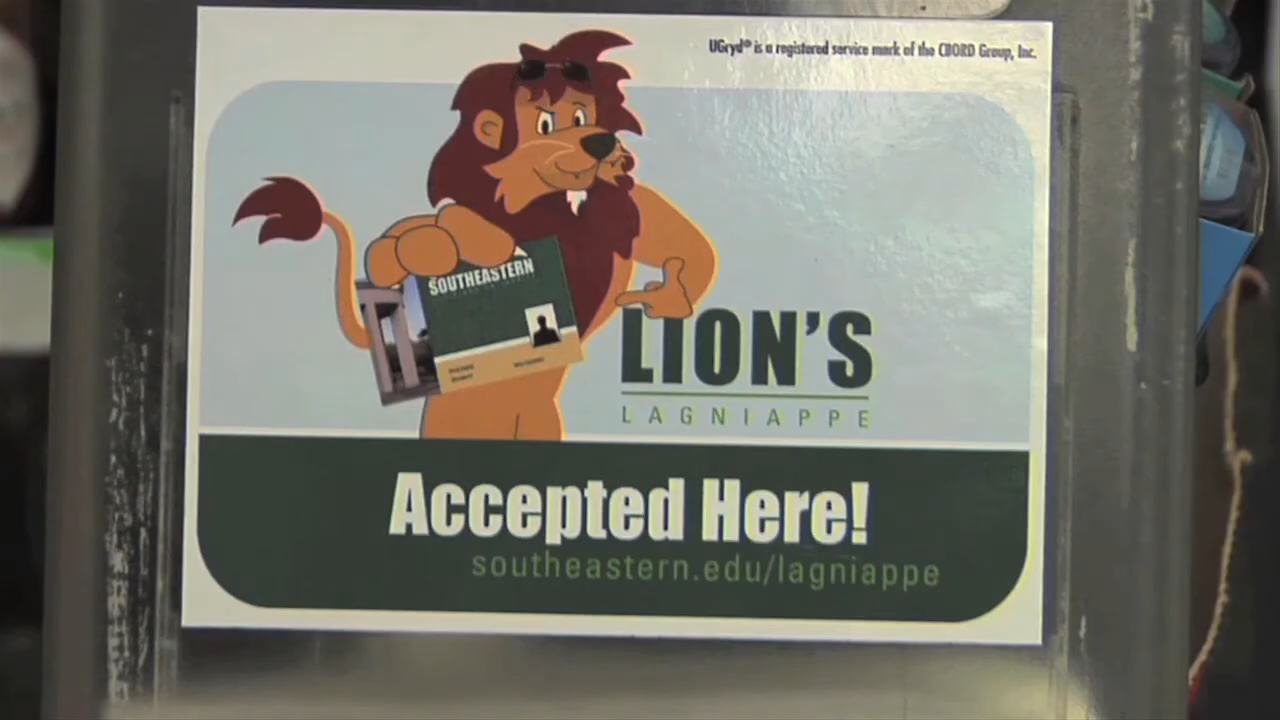 UGryd® is a registered service mark of the CBORD Group, Inc.
SOUTHEASTERN
LION'S
LAGNIAPPE
Accepted Here!
southeastern.edu/lagniappe